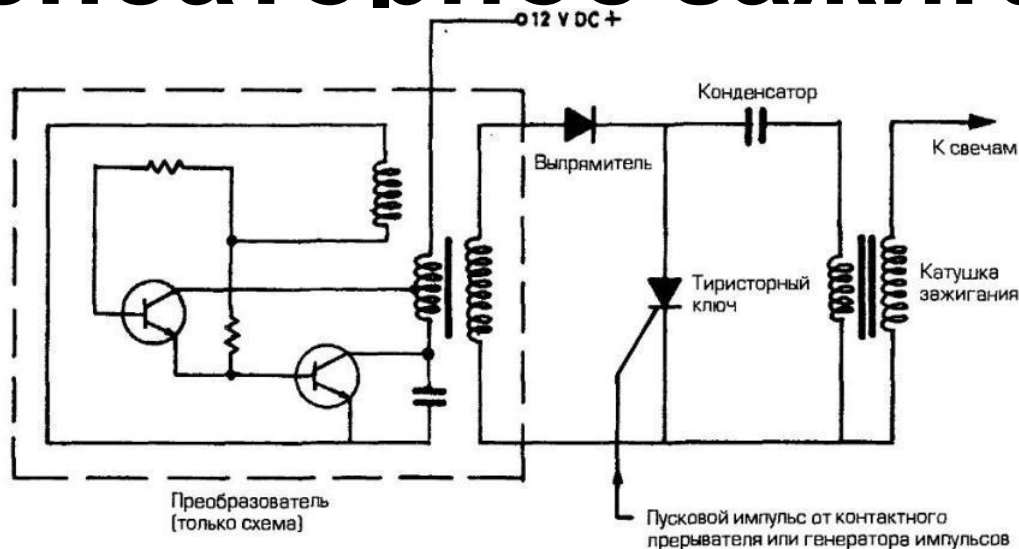 12 V DC +
Конденсатор
Выпрямитель
К свечам
Тиристорный
ключ
Катушка
зажигания
Преобразователь
(только схема)
Пусковой импульс от контактного
прерывателя или генератора импульсов